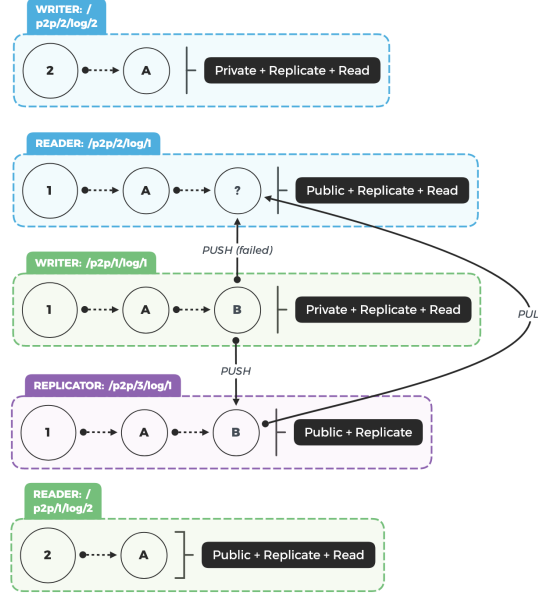 WRITER: /
p2p/2/log/2
2
A
Private + Replicate + Read
READER: /p2p/2/log/1
1
A
?
Public + Replicate + Read
PUSH (failed)
WRITER: /p2p/1/log/1
1
A
B
Private + Replicate + Read
PUL
PUSH
REPLICATOR: /p2p/3/log/1
1
A
B
Public + Replicate
READER: /
p2p/1/log/2
2
A
Public + Replicate + Read